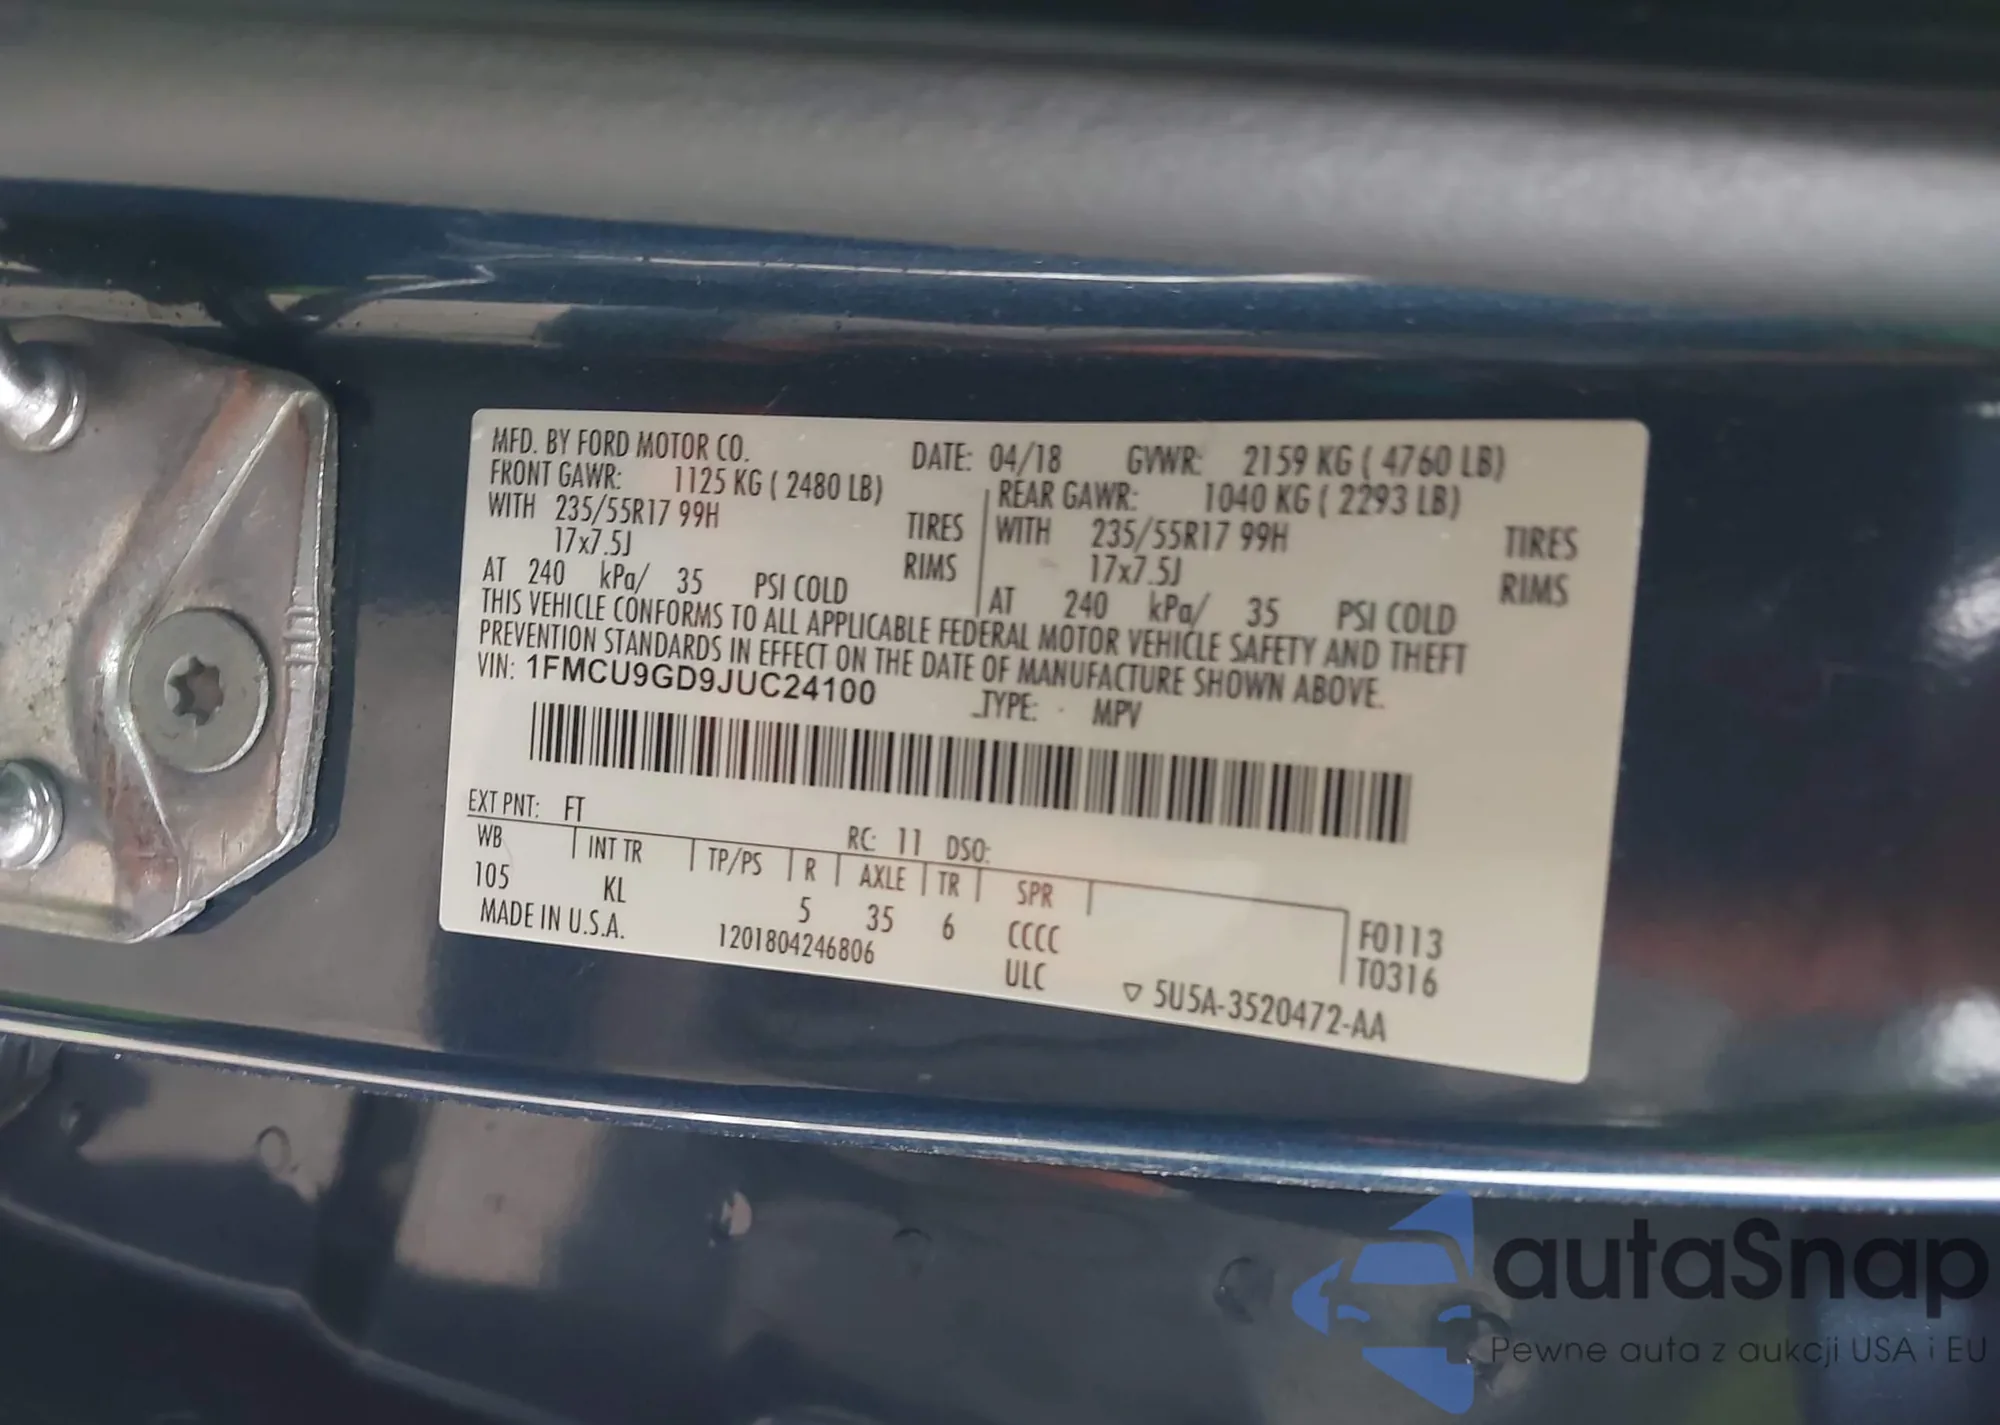 MFD. BY FORD MOTOR CO. DATE: 04/18 GVWR: 2159 KG ( 4760 LB)
FRONT GAWR: 1125 KG ( 2480 LB) REAR GAWR: 1040 KG ( 2293 LB)
WITH 235/55R17 99H TIRES WITH 235/55R17 99H TIRES
17x7.5J RIMS 17x7.5J RIMS
AT 240 kPa/ 35 PSI COLD AT 240 kPa/ 35 PSI COLD
THIS VEHICLE CONFORMS TO ALL APPLICABLE FEDERAL MOTOR VEHICLE SAFETY AND THEFT
PREVENTION STANDARDS IN EFFECT ON THE DATE OF MANUFACTURE SHOWN ABOVE.
VIN: 1FMCU9GD9JUC24100 TYPE: MPV
EXT PNT: FT RC: 11 DSO:
WB INT TR TP/PS R AXLE TR SPR
105 KL 5 35 6 CCCC F0113
MADE IN U.S.A. 1201804246806 ULC T0316
▽ 5U5A-3520472-AA
autaSnap
Pewne auta z aukcji USA i EU